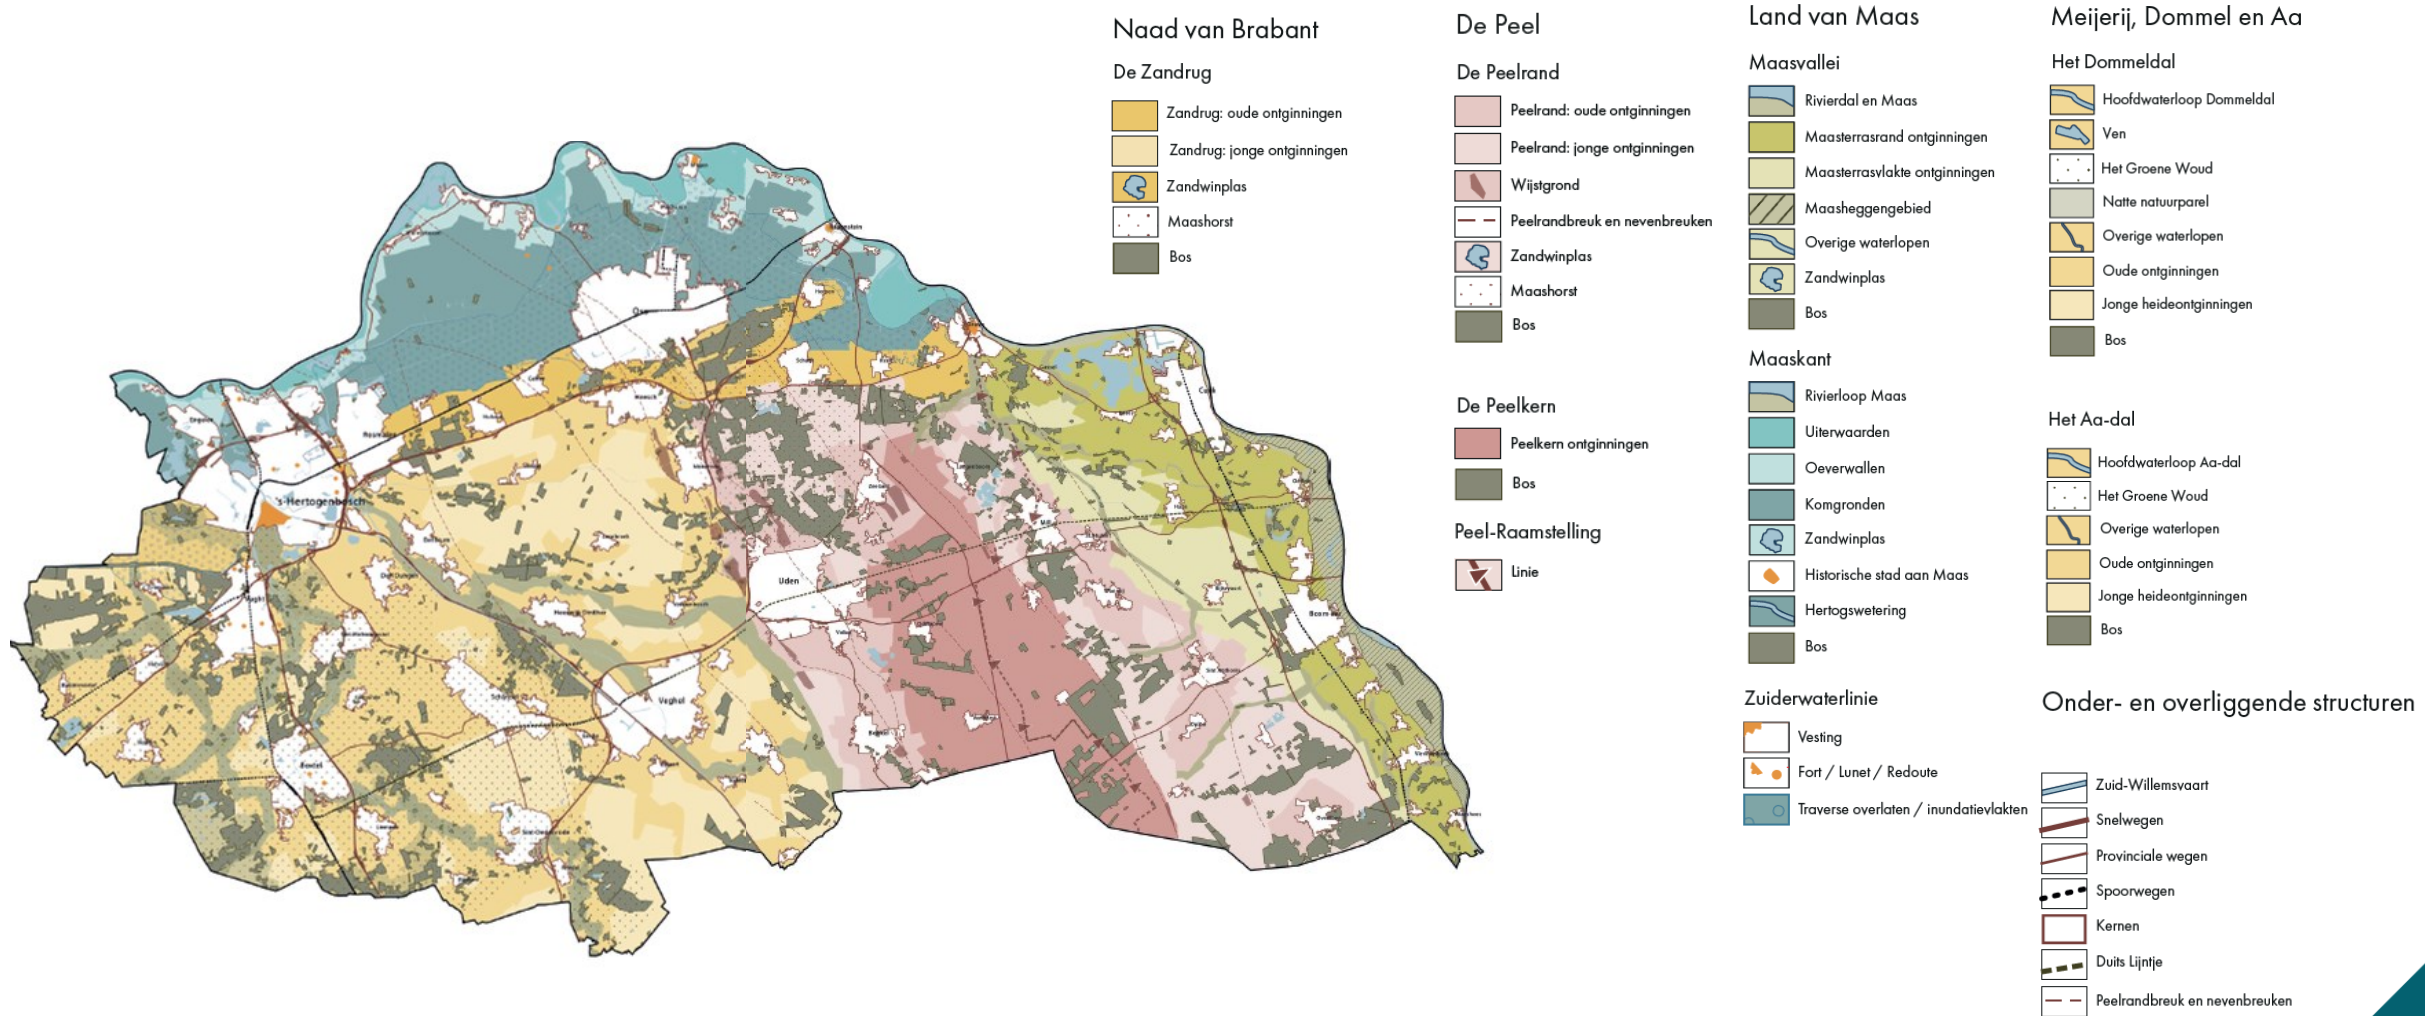 Naad van Brabant
De Zandrug
Zandrug: oude ontginningen
Zandrug: jonge ontginningen
Zandwinplas
Maashorst
Bos
De Peel
De Peelrand
Peelrand: oude ontginningen
Peelrand: jonge ontginningen
Wijstgrond
Peelrandbreuk en nevenbreuken
Zandwinplas
Maashorst
Bos
De Peelkern
Peelkern ontginningen
Bos
Peel-Raamstelling
Linie
Land van Maas
Maasvallei
Rivierdal en Maas
Maasterrasrand ontginningen
Maasterrasvlakte ontginningen
Maasheggengebied
Overige waterlopen
Zandwinplas
Bos
Maaskant
Rivierloop Maas
Uiterwaarden
Oeverwallen
Komgronden
Zandwinplas
Historische stad aan Maas
Hertogswetering
Bos
Zuiderwaterlinie
Vesting
Fort / Lunet / Redoute
Traverse overlaten / inundatievlakten
Meijerij, Dommel en Aa
Het Dommeldal
Hoofdwaterloop Dommeldal
Ven
Het Groene Woud
Natte natuurparel
Overige waterlopen
Oude ontginningen
Jonge heideontginningen
Bos
Het Aa-dal
Hoofdwaterloop Aa-dal
Het Groene Woud
Overige waterlopen
Oude ontginningen
Jonge heideontginningen
Bos
Onder- en overliggende structuren
Zuid-Willemsvaart
Snelwegen
Provinciale wegen
Spoorwegen
Kernen
Duits Lijntje
Peelrandbreuk en nevenbreuken
Oss
's-Hertogenbosch
Uden
Veghel
Boxtel